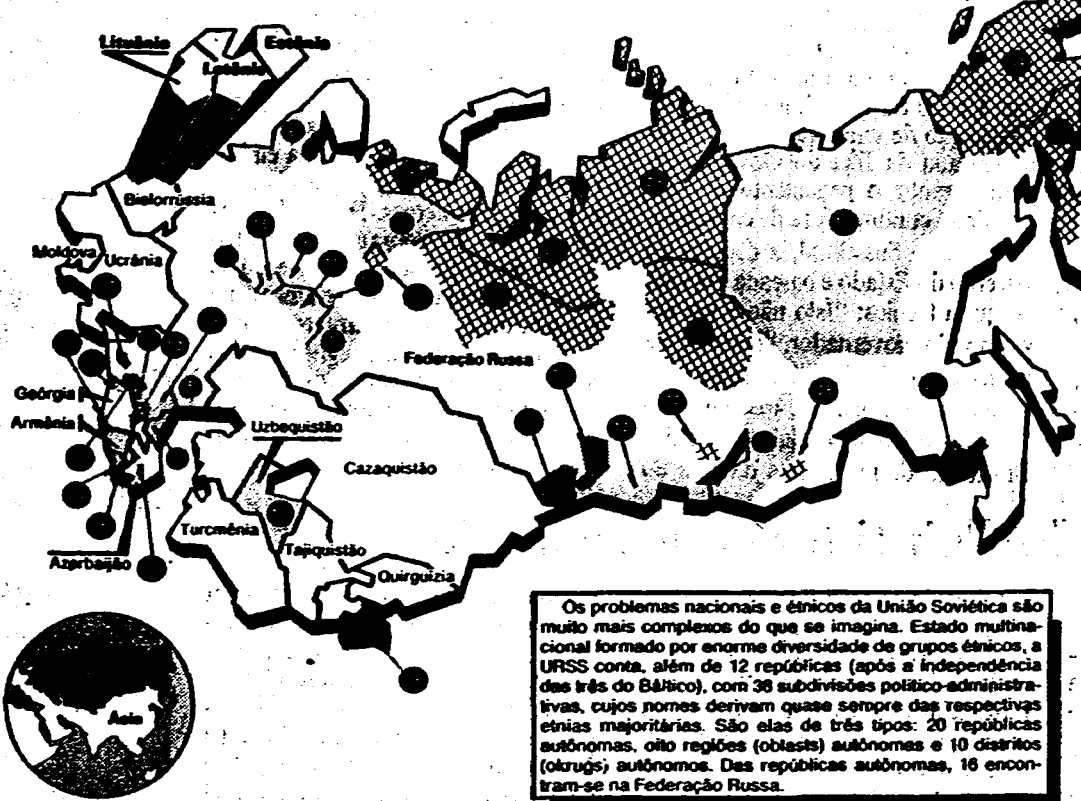 Lituânia
Estônia
Letônia
Bielorrússia
Moldova
Ucrânia
Geórgia
Armênia
Azerbaijão
Federação Russa
Uzbequistão
Cazaquistão
Turcmênia
Tajiquistão
Quirguízia
Asia
Os problemas nacionais e étnicos da União Soviética são
muito mais complexos do que se imagina. Estado multina-
cional formado por enorme diversidade de grupos étnicos, a
URSS conta, além de 12 repúblicas (após a independência
das três do Báltico), com 38 subdivisões político-administra-
tivas, cujos nomes derivam quase sempre das respectivas
etnias majoritárias. São elas de três tipos: 20 repúblicas
autônomas, oito regiões (oblasts) autônomas e 10 distritos
(okrugs) autônomos. Das repúblicas autônomas, 16 encon-
tram-se na Federação Russa.